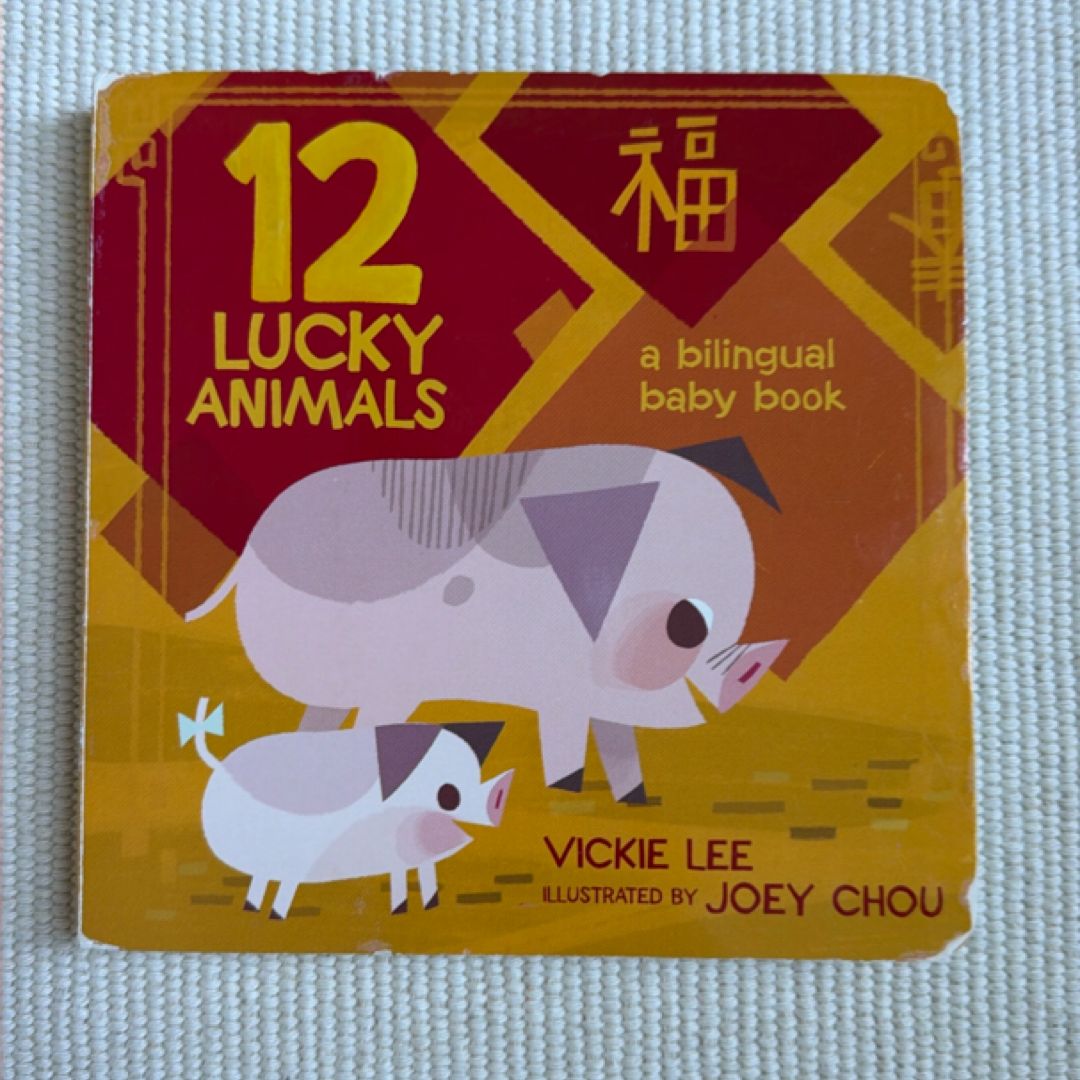 12
LUCKY
ANIMALS
福
a bilingual
baby book
VICKIE LEE
ILLUSTRATED BY JOEY CHOU